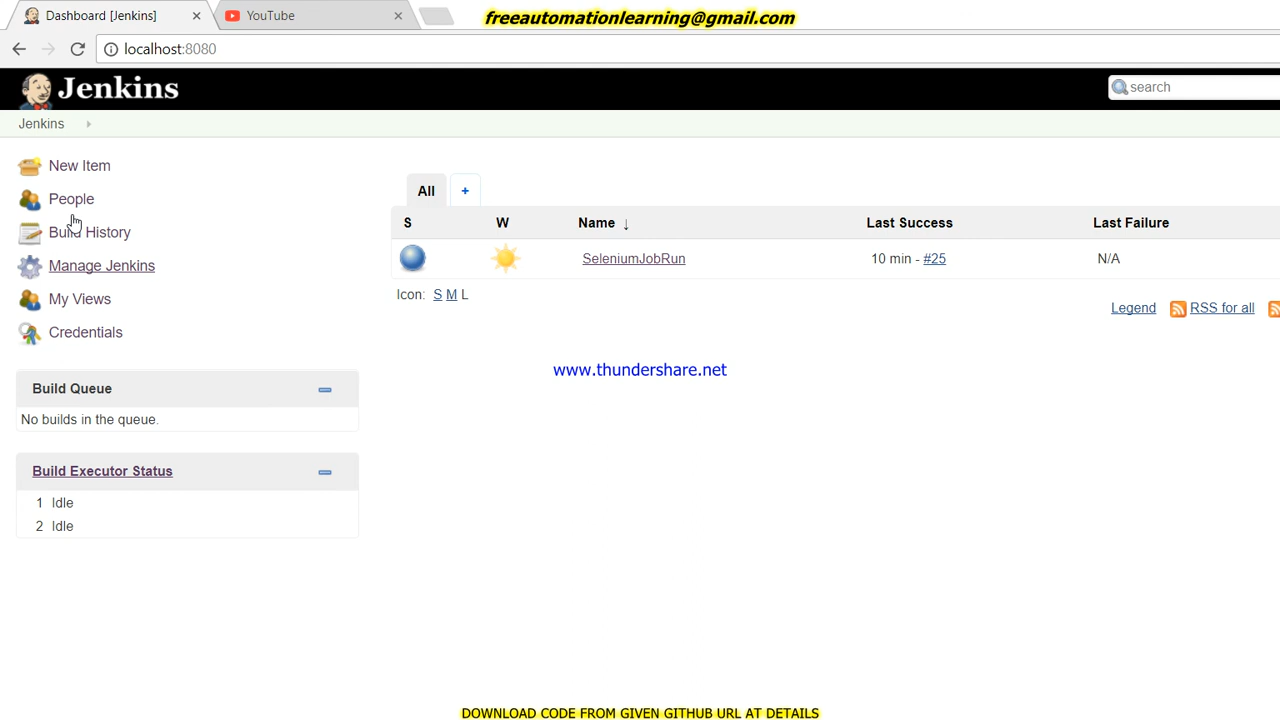 Dashboard [Jenkins]
YouTube
freeautomationlearning@gmail.com
localhost:8080
Jenkins
search
Jenkins
New Item
People
Build History
Manage Jenkins
My Views
Credentials
All +
S W Name ↓ Last Success Last Failure
SeleniumJobRun 10 min - #25 N/A
Icon: S M L
Legend RSS for all
www.thundershare.net
Build Queue
No builds in the queue.
Build Executor Status
1 Idle
2 Idle
DOWNLOAD CODE FROM GIVEN GITHUB URL AT DETAILS